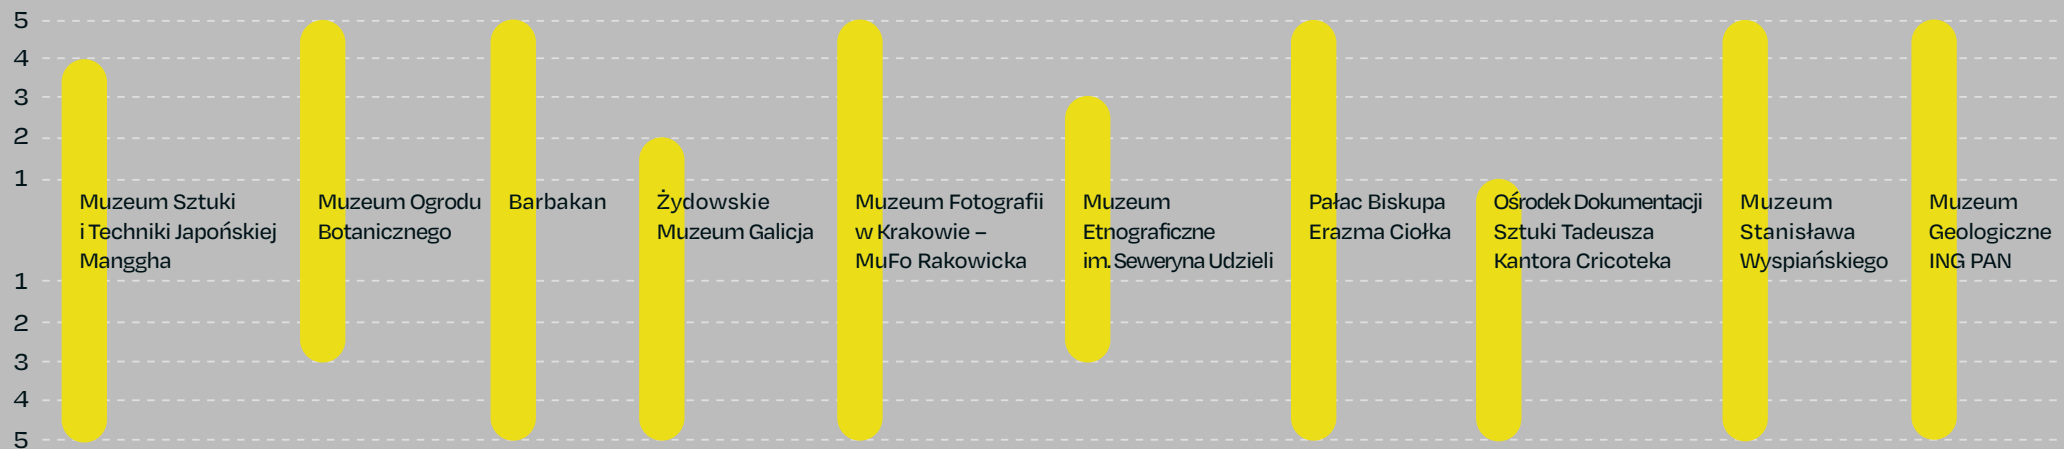 5
4
3
2
1
Muzeum Sztuki
i Techniki Japońskiej
Manggha
Muzeum Ogrodu
Botanicznego
Barbakan
Żydowskie
Muzeum Galicja
Muzeum Fotografii
w Krakowie –
MuFo Rakowicka
Muzeum
Etnograficzne
im. Seweryna Udzieli
Pałac Biskupa
Erazma Ciołka
Ośrodek Dokumentacji
Sztuki Tadeusza
Kantora Cricoteka
Muzeum
Stanisława
Wyspiańskiego
Muzeum
Geologiczne
ING PAN
1
2
3
4
5